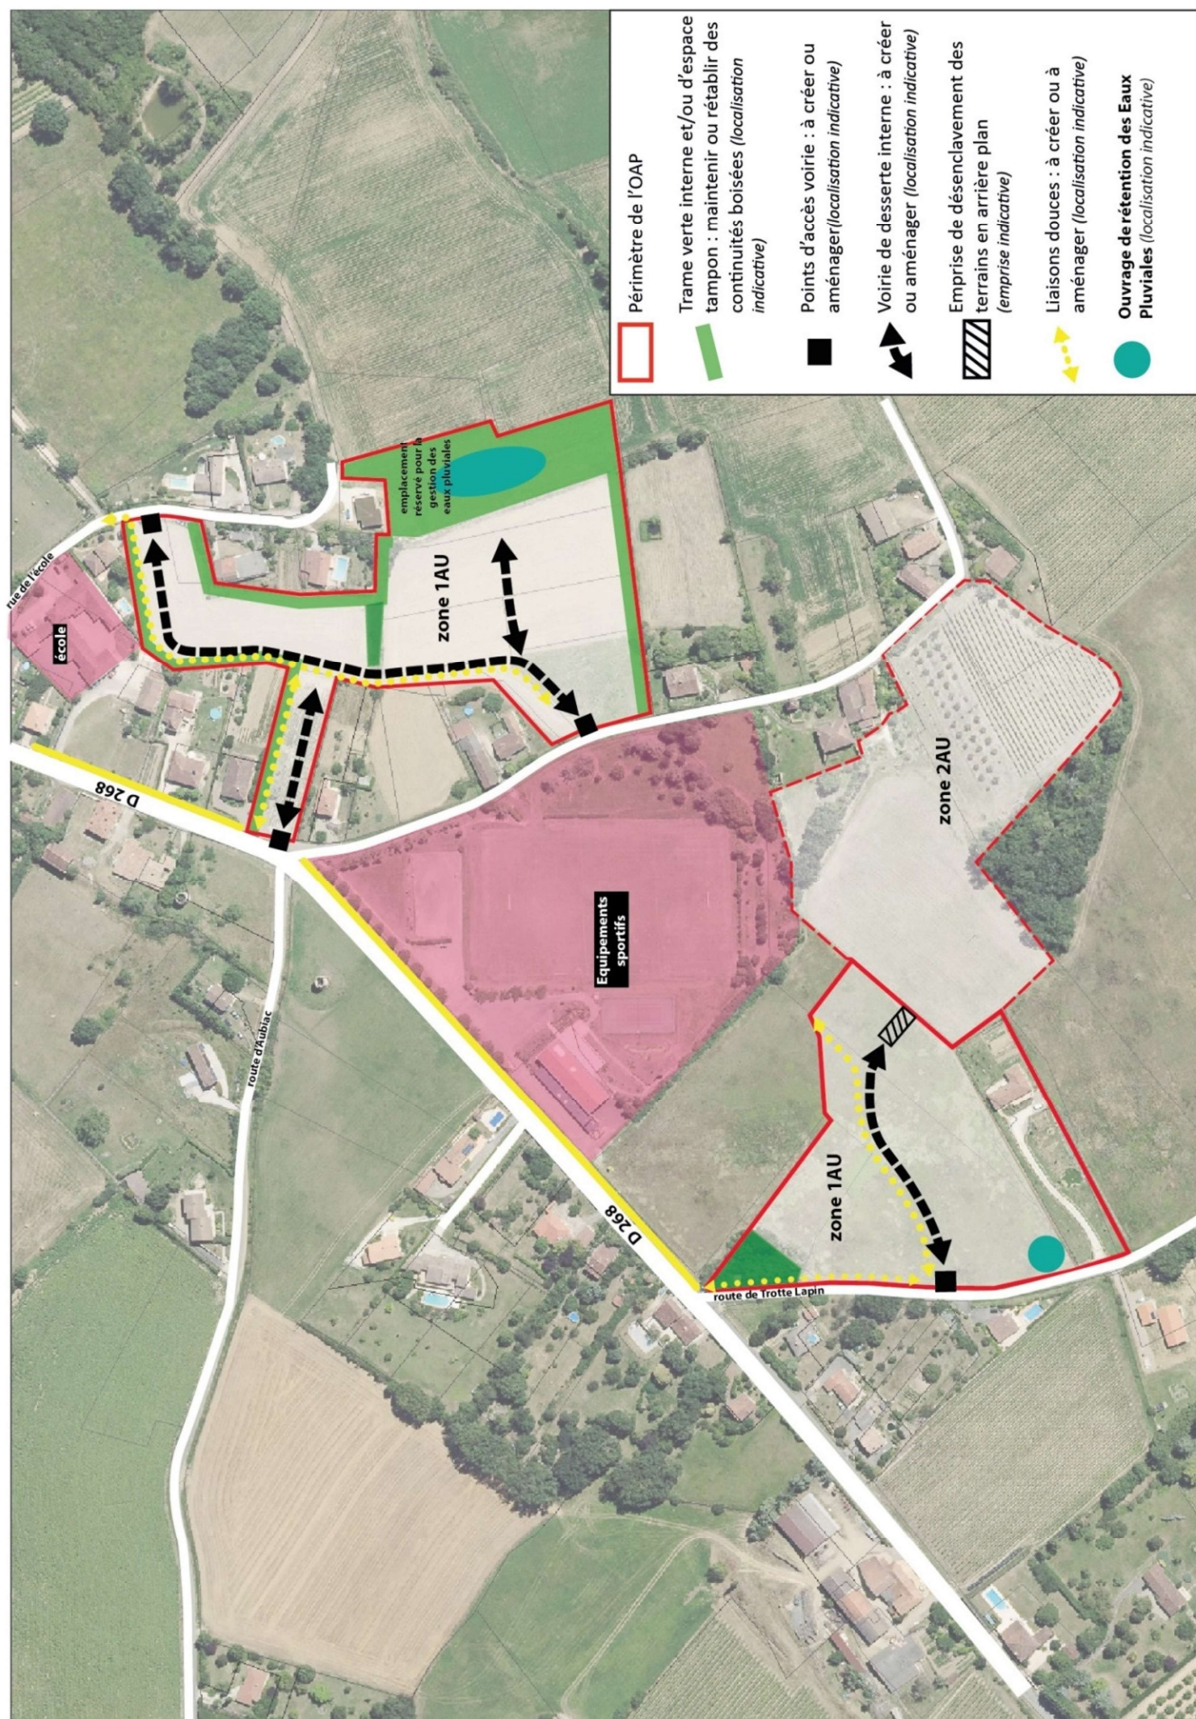 rue de l'école
école
D 268
route d'Aubiac
emplacement
réservé pour la
gestion des
eaux pluviales
zone 1AU
Equipements
sportifs
D 268
route de Trotte Lapin
zone 1AU
zone 2AU
Périmètre de l'OAP
Trame verte interne et/ou d'espace
tampon : maintenir ou rétablir des
continuités boisées (localisation
indicative)
Points d'accès voirie : à créer ou
aménager(localisation indicative)
Voirie de desserte interne : à créer
ou aménager (localisation indicative)
Emprise de désenclavement des
terrains en arrière plan
(emprise indicative)
Liaisons douces : à créer ou à
aménager (localisation indicative)
Ouvrage de rétention des Eaux
Pluviales (localisation indicative)